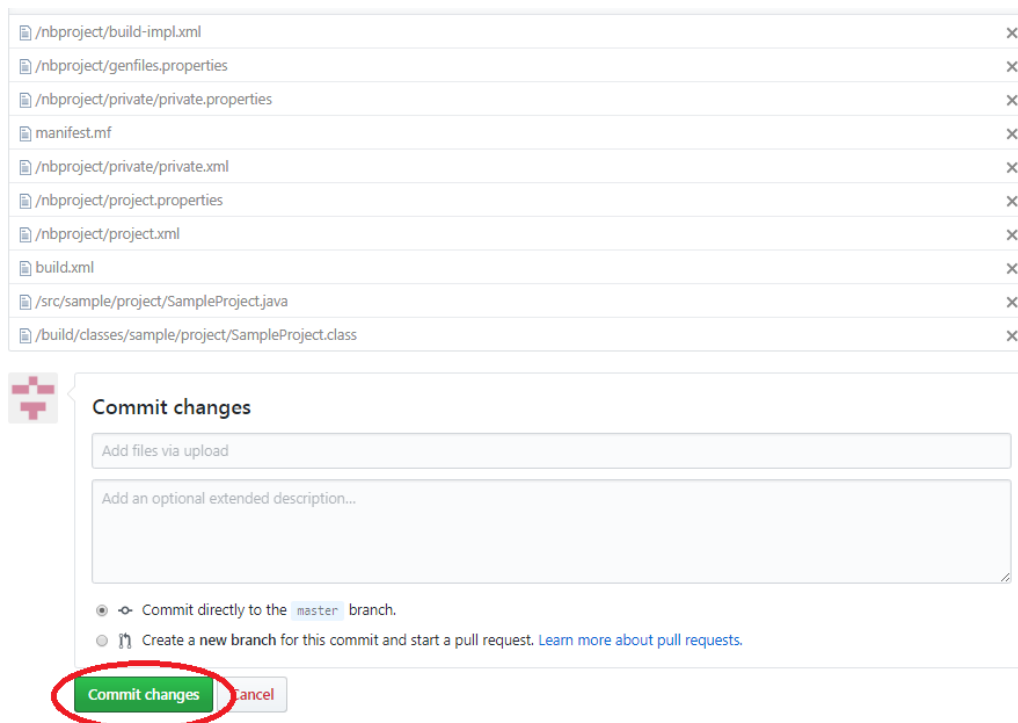 /nbproject/build-impl.xml
/nbproject/genfiles.properties
/nbproject/private/private.properties
manifest.mf
/nbproject/private/private.xml
/nbproject/project.properties
/nbproject/project.xml
build.xml
/src/sample/project/SampleProject.java
/build/classes/sample/project/SampleProject.class
Commit changes
Add files via upload
Add an optional extended description...
Commit directly to the master branch.
Create a new branch for this commit and start a pull request. Learn more about pull requests.
Commit changes Cancel